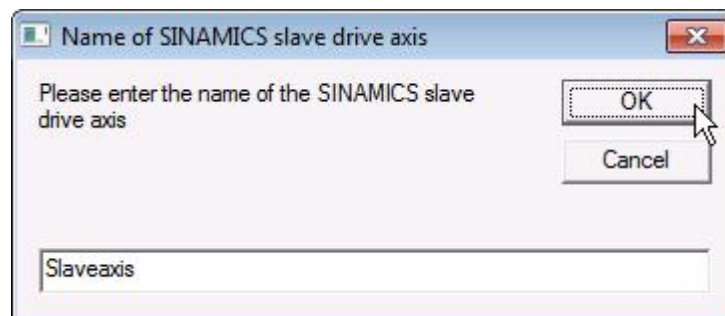 Name of SINAMICS slave drive axis
Please enter the name of the SINAMICS slave
drive axis
OK
Cancel
Slaveaxis